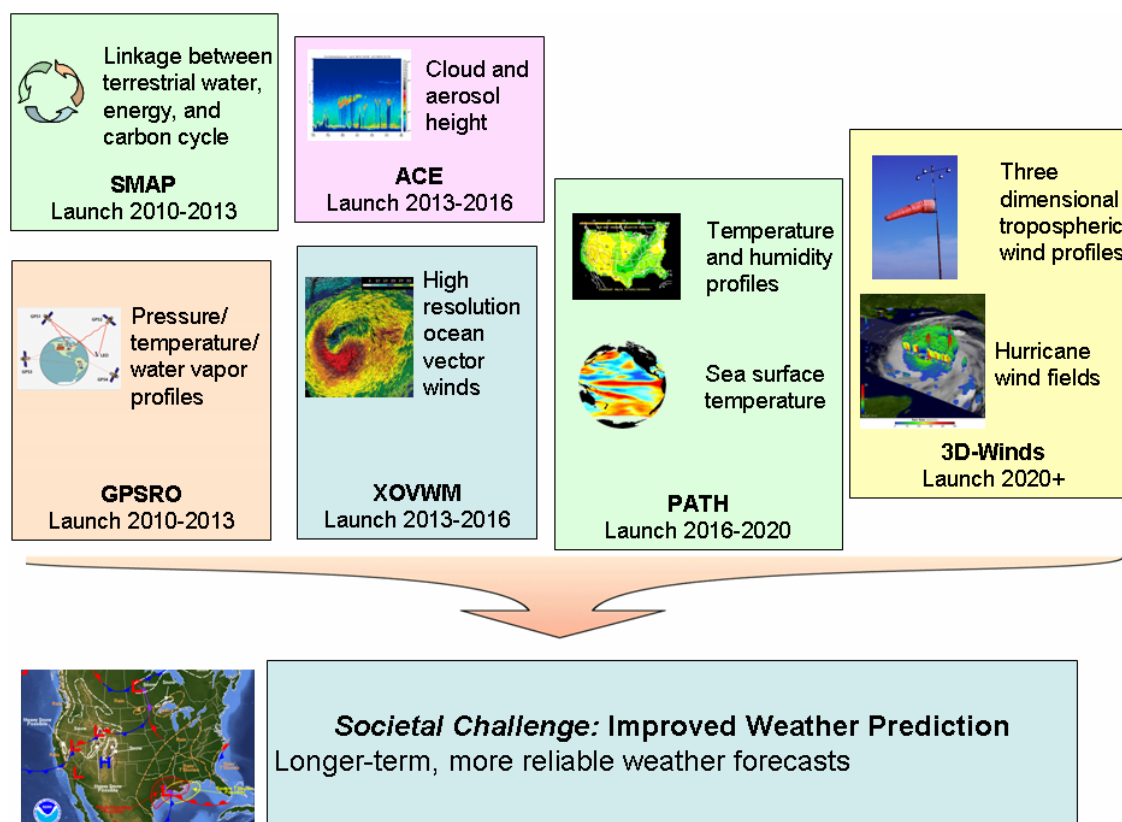 Linkage between
terrestrial water,
energy, and
carbon cycle
SMAP
Launch 2010-2013
Cloud and
aerosol
height
ACE
Launch 2013-2016
Pressure/
temperature/
water vapor
profiles
GPSRO
Launch 2010-2013
High
resolution
ocean
vector
winds
XOVWM
Launch 2013-2016
Temperature
and humidity
profiles
Sea surface
temperature
PATH
Launch 2016-2020
Three
dimensional
tropospheric
wind profiles
Hurricane
wind fields
3D-Winds
Launch 2020+
Societal Challenge: Improved Weather Prediction
Longer-term, more reliable weather forecasts
L
L
L
L
H
L